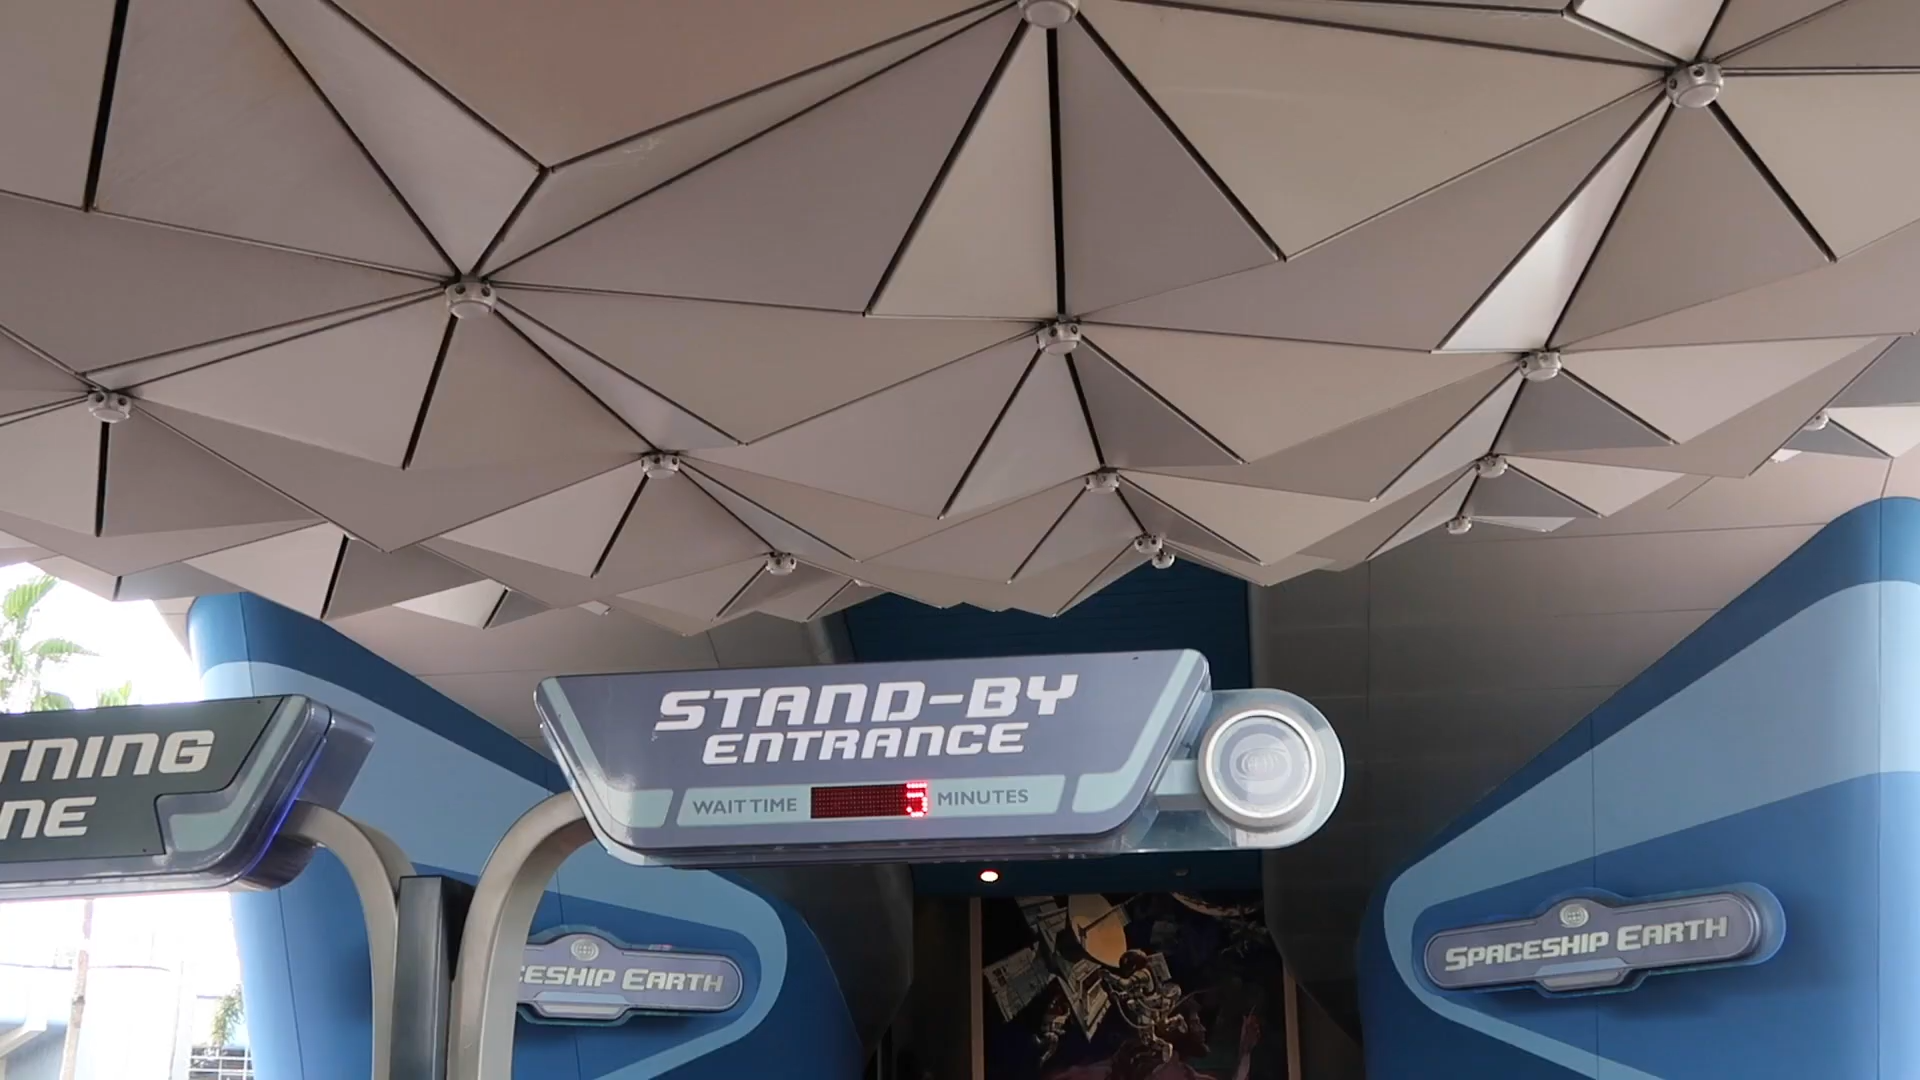 TNING
NE
STAND-BY
ENTRANCE
WAIT TIME 5 MINUTES
CESHIP EARTH
SPACESHIP EARTH